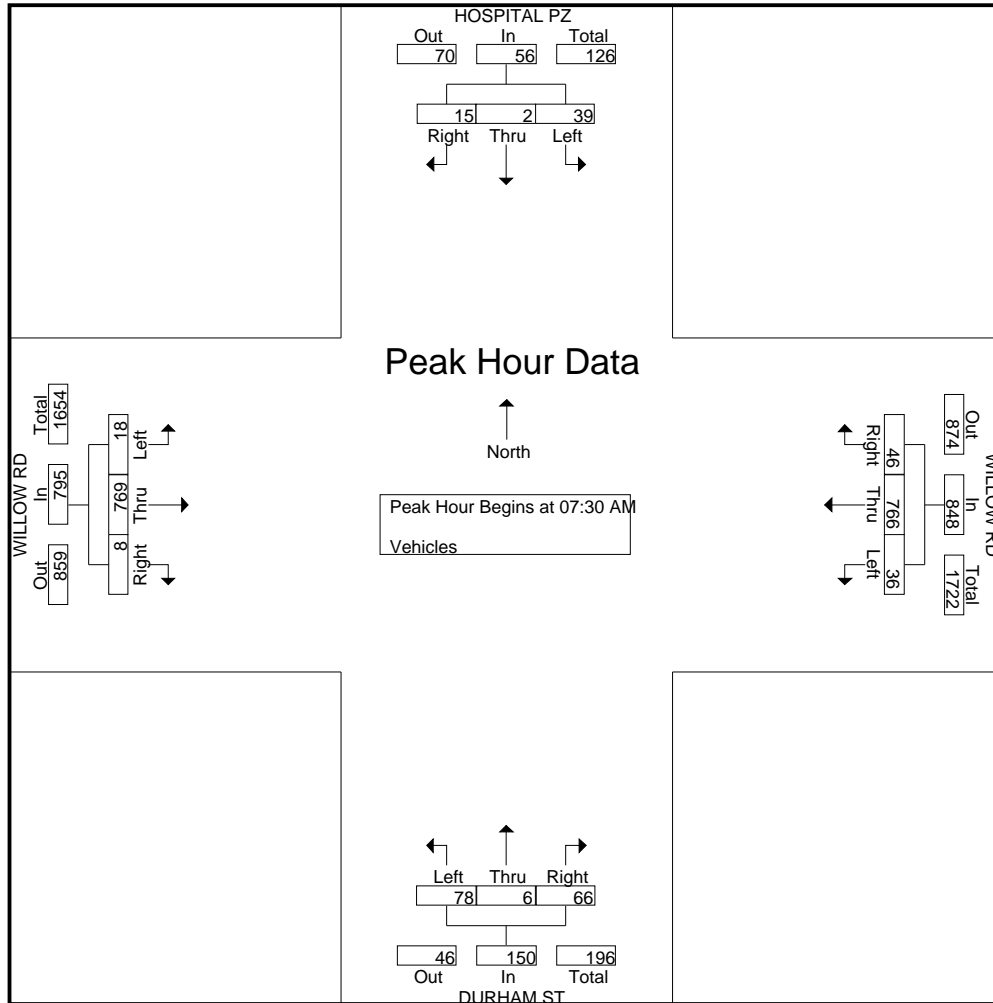 HOSPITAL PZ
Out In Total
70 56 126
15 2 39
Right Thru Left
Peak Hour Data
North
Peak Hour Begins at 07:30 AM
Vehicles
WILLOW RD
Total In Out
1654 795 859
18 769 8
Left Thru Right
WILLOW RD
Out In Total
874 848 1722
46 766 36
Right Thru Left
Left Thru Right
78 6 66
46 150 196
Out In Total
DURHAM ST